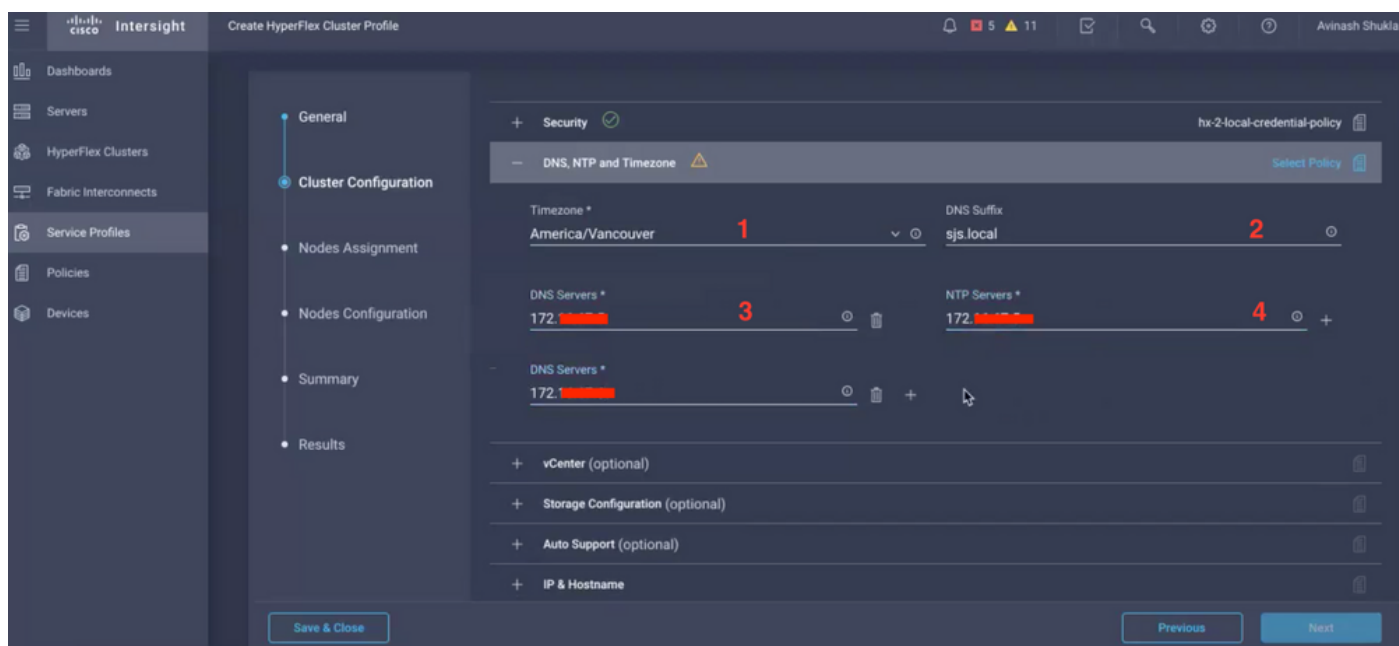 cisco Intersight
Create HyperFlex Cluster Profile
5 11
Avinash Shukla
Dashboards
Servers
HyperFlex Clusters
Fabric Interconnects
Service Profiles
Policies
Devices
General
Cluster Configuration
Nodes Assignment
Nodes Configuration
Summary
Results
+ Security hx-2-local-credential-policy
− DNS, NTP and Timezone Select Policy
Timezone * DNS Suffix
America/Vancouver 1 sjs.local 2
DNS Servers * NTP Servers *
172. 3 172. 4 +
DNS Servers *
172. +
+ vCenter (optional)
+ Storage Configuration (optional)
+ Auto Support (optional)
+ IP & Hostname
Save & Close Previous Next